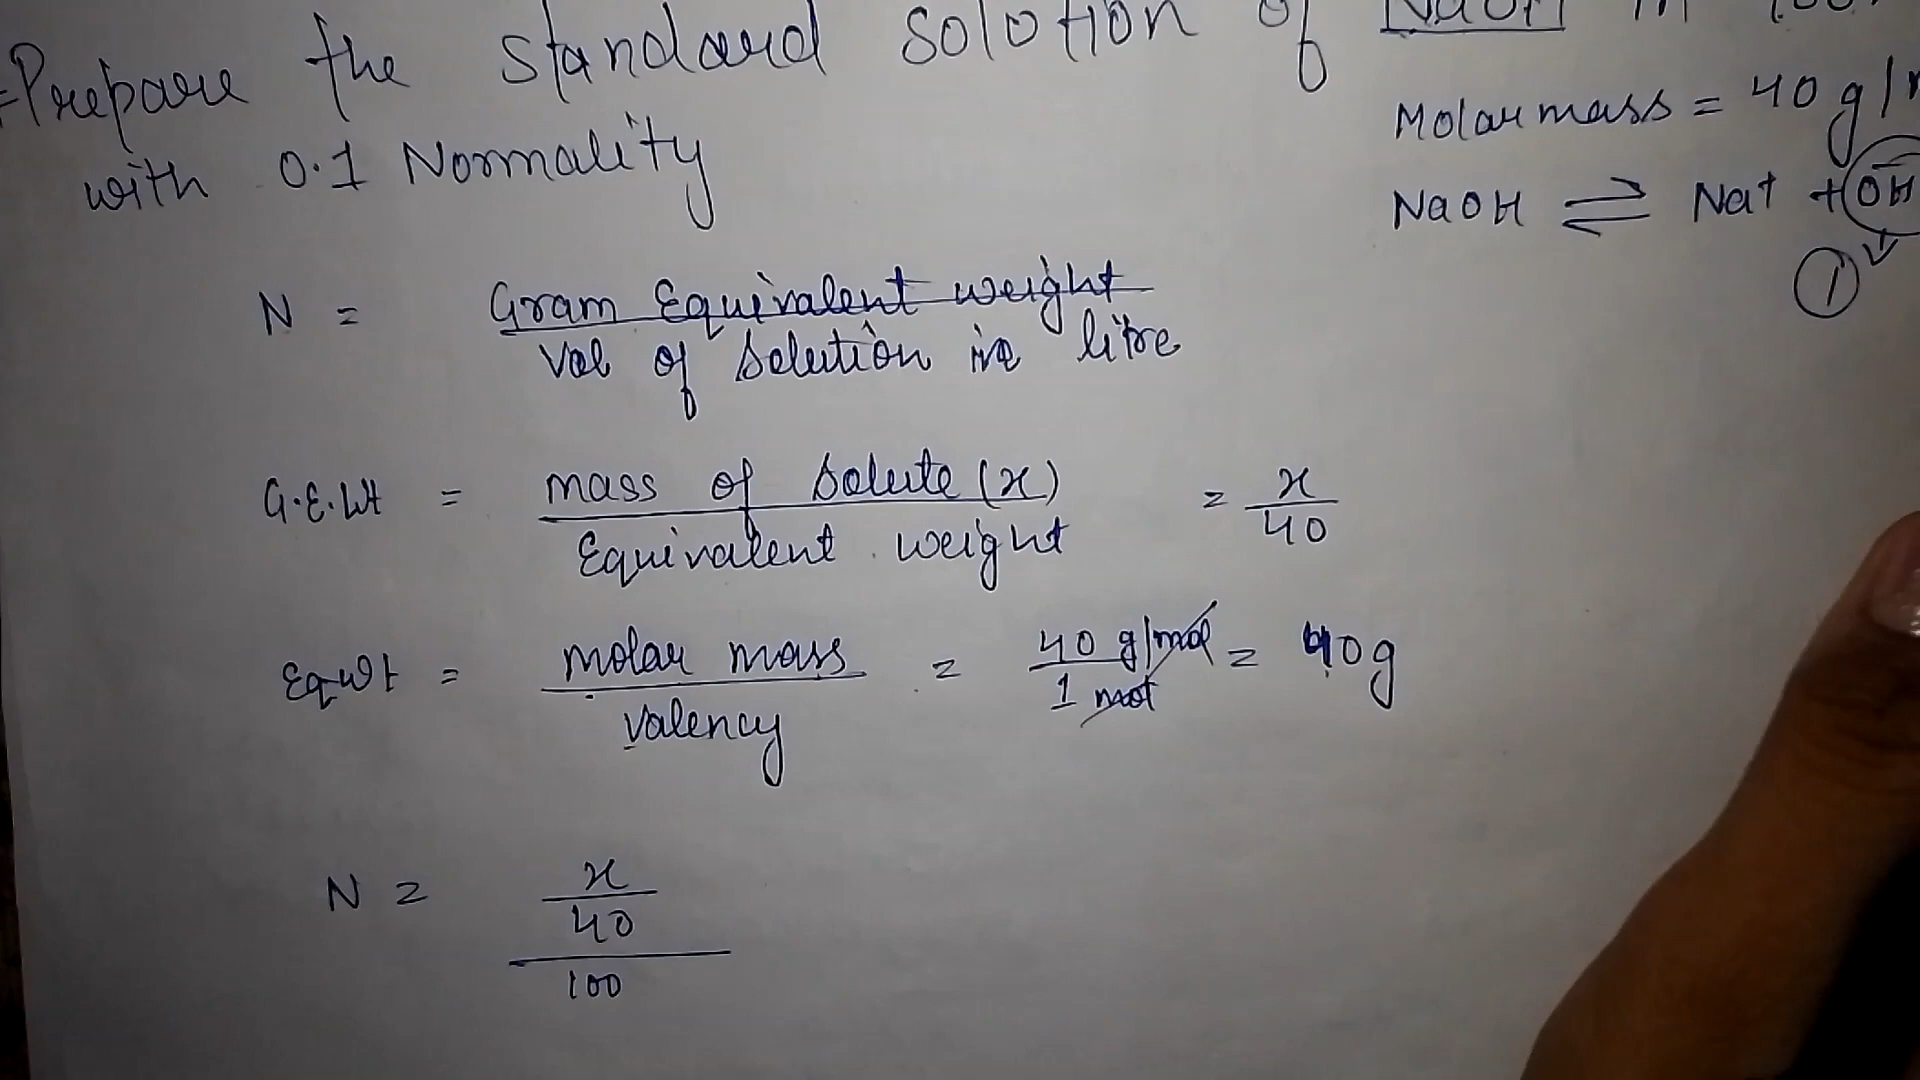 Prepare the standard solution of NaOH in
with 0.1 Normality
Molar mass = 40 g/
NaOH ⇌ Na+ + OH-
1
N = Gram Equivalent weight
Vol of solution in litre
G.E.Wt = mass of solute (x) = x
Equivalent weight 40
Eq wt = molar mass = 40 g/mol = 40g
valency 1 mol
N = x
40
100